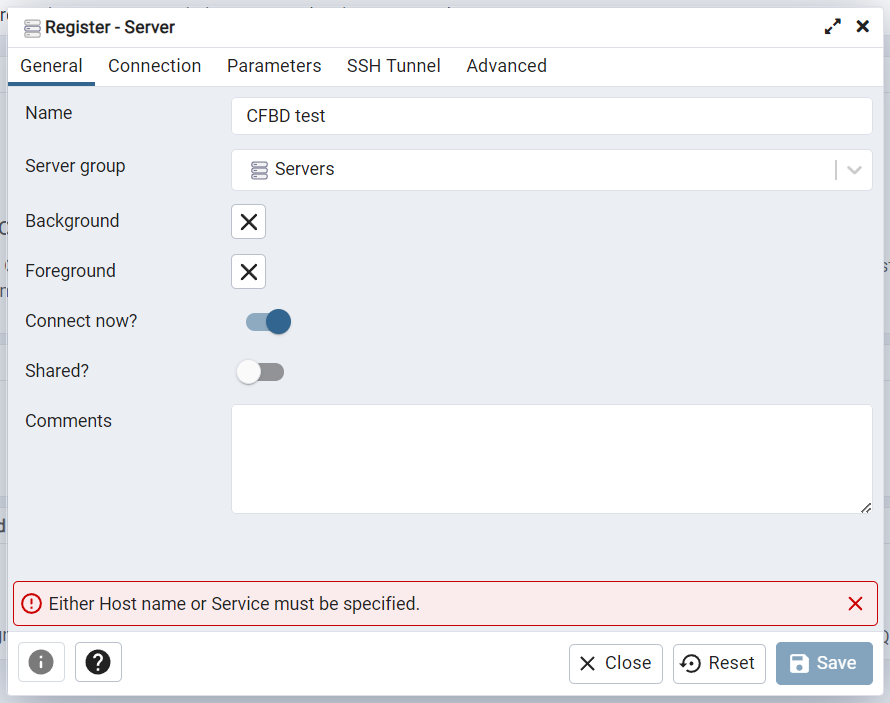 Register - Server
General Connection Parameters SSH Tunnel Advanced
Name CFBD test
Server group Servers
Background
Foreground
Connect now?
Shared?
Comments
Either Host name or Service must be specified.
Close Reset Save